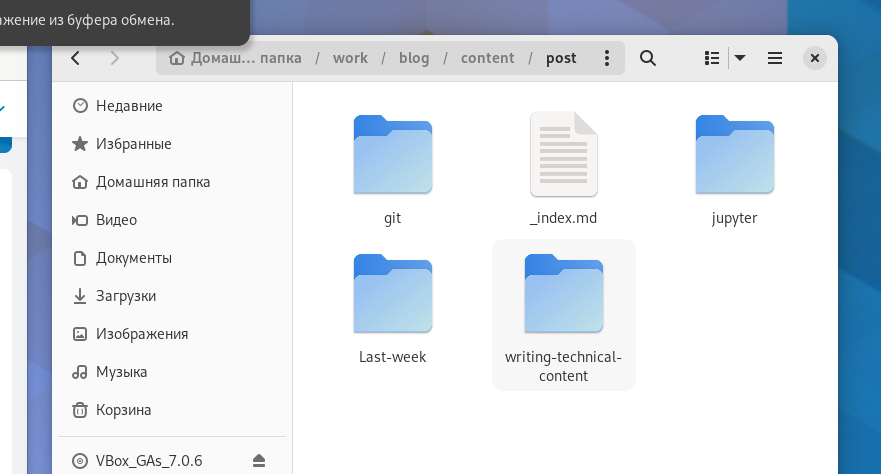 ажение из буфера обмена.
Домаш… папка / work / blog / content / post
Недавние
Избранные
Домашняя папка
Видео
Документы
Загрузки
Изображения
Музыка
Корзина
VBox_GAs_7.0.6
git
_index.md
jupyter
Last-week
writing-technical-
content